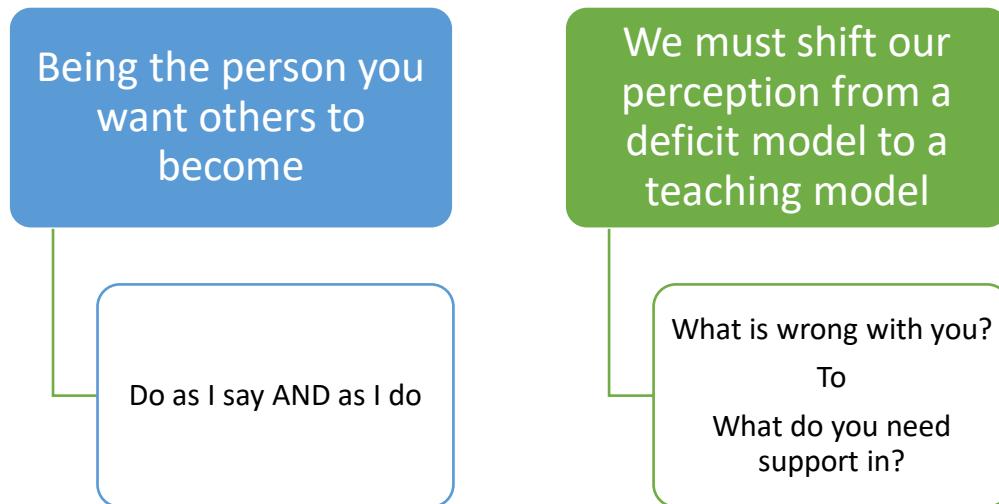 Being the person you
want others to
become
Do as I say AND as I do
We must shift our
perception from a
deficit model to a
teaching model
What is wrong with you?
To
What do you need
support in?